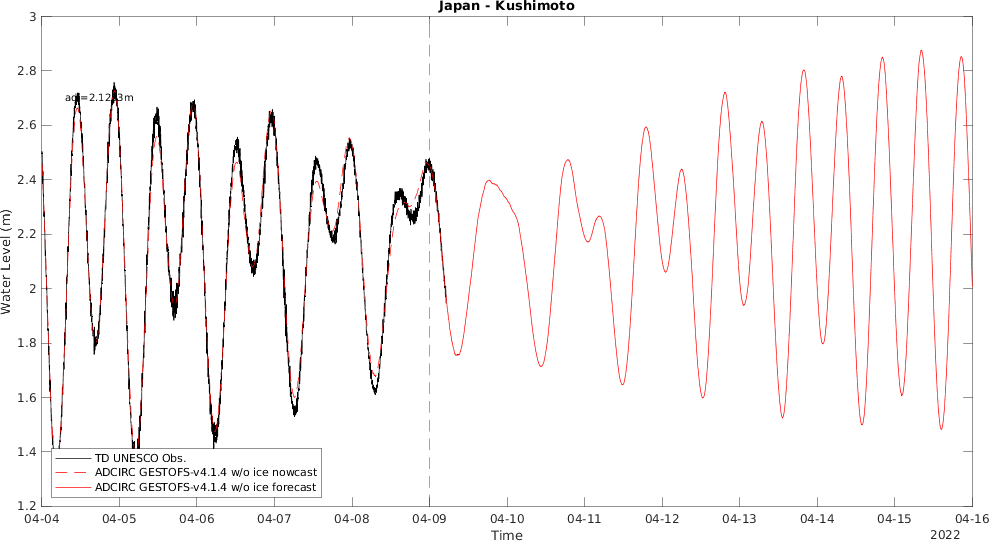 Japan - Kushimoto
Water Level (m)
3
2.8
2.6
2.4
2.2
2
1.8
1.6
1.4
1.2
TD UNESCO Obs.
ADCIRC GESTOFS-v4.1.4 w/o ice nowcast
ADCIRC GESTOFS-v4.1.4 w/o ice forecast
04-04 04-05 04-06 04-07 04-08 04-09 04-10 04-11 04-12 04-13 04-14 04-15 04-16
Time
2022